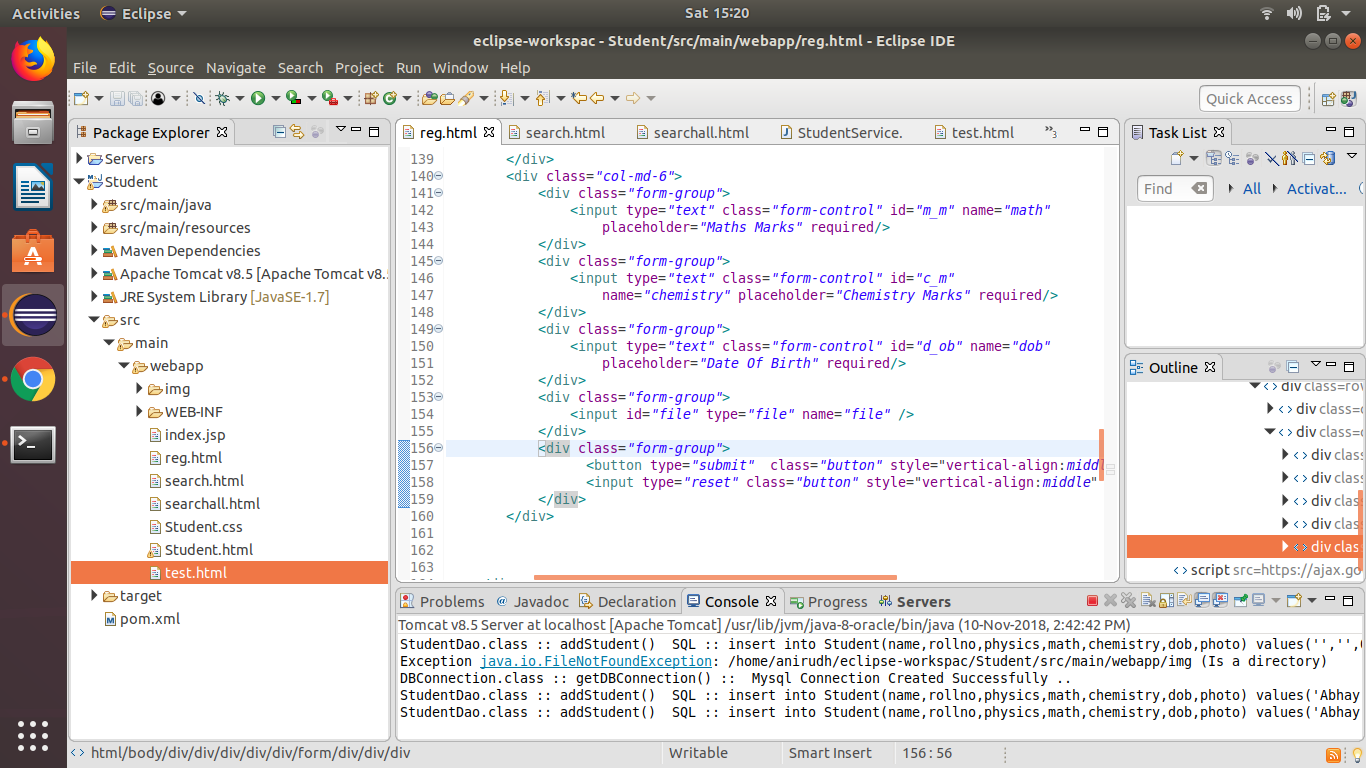 Activities Eclipse Sat 15:20
eclipse-workspac - Student/src/main/webapp/reg.html - Eclipse IDE
File Edit Source Navigate Search Project Run Window Help
Quick Access
Package Explorer
Servers
Student
src/main/java
src/main/resources
Maven Dependencies
Apache Tomcat v8.5 [Apache Tomcat v8.
JRE System Library [JavaSE-1.7]
src
main
webapp
img
WEB-INF
index.jsp
reg.html
search.html
searchall.html
Student.css
Student.html
test.html
target
pom.xml
reg.html search.html searchall.html StudentService. test.html »3
139 </div>
140 <div class="col-md-6">
141 <div class="form-group">
142 <input type="text" class="form-control" id="m_m" name="math"
143 placeholder="Maths Marks" required/>
144 </div>
145 <div class="form-group">
146 <input type="text" class="form-control" id="c_m"
147 name="chemistry" placeholder="Chemistry Marks" required/>
148 </div>
149 <div class="form-group">
150 <input type="text" class="form-control" id="d_ob" name="dob"
151 placeholder="Date Of Birth" required/>
152 </div>
153 <div class="form-group">
154 <input id="file" type="file" name="file" />
155 </div>
156 <div class="form-group">
157 <button type="submit"  class="button" style="vertical-align:middl
158 <input type="reset" class="button" style="vertical-align:middle"
159 </div>
160 </div>
161
162
163
Task List
Find All Activat...
Outline
div class=rov
div class=
div class=
div clas
div clas
div clas
div clas
div clas
script src=https://ajax.go
Problems Javadoc Declaration Console Progress Servers
Tomcat v8.5 Server at localhost [Apache Tomcat] /usr/lib/jvm/java-8-oracle/bin/java (10-Nov-2018, 2:42:42 PM)
StudentDao.class :: addStudent()  SQL :: insert into Student(name,rollno,physics,math,chemistry,dob,photo) values('','',
Exception java.io.FileNotFoundException: /home/anirudh/eclipse-workspac/Student/src/main/webapp/img (Is a directory)
DBConnection.class :: getDBConnection() ::  Mysql Connection Created Successfully ..
StudentDao.class :: addStudent()  SQL :: insert into Student(name,rollno,physics,math,chemistry,dob,photo) values('Abhay
StudentDao.class :: addStudent()  SQL :: insert into Student(name,rollno,physics,math,chemistry,dob,photo) values('Abhay
html/body/div/div/div/div/div/form/div/div/div Writable Smart Insert 156 : 56